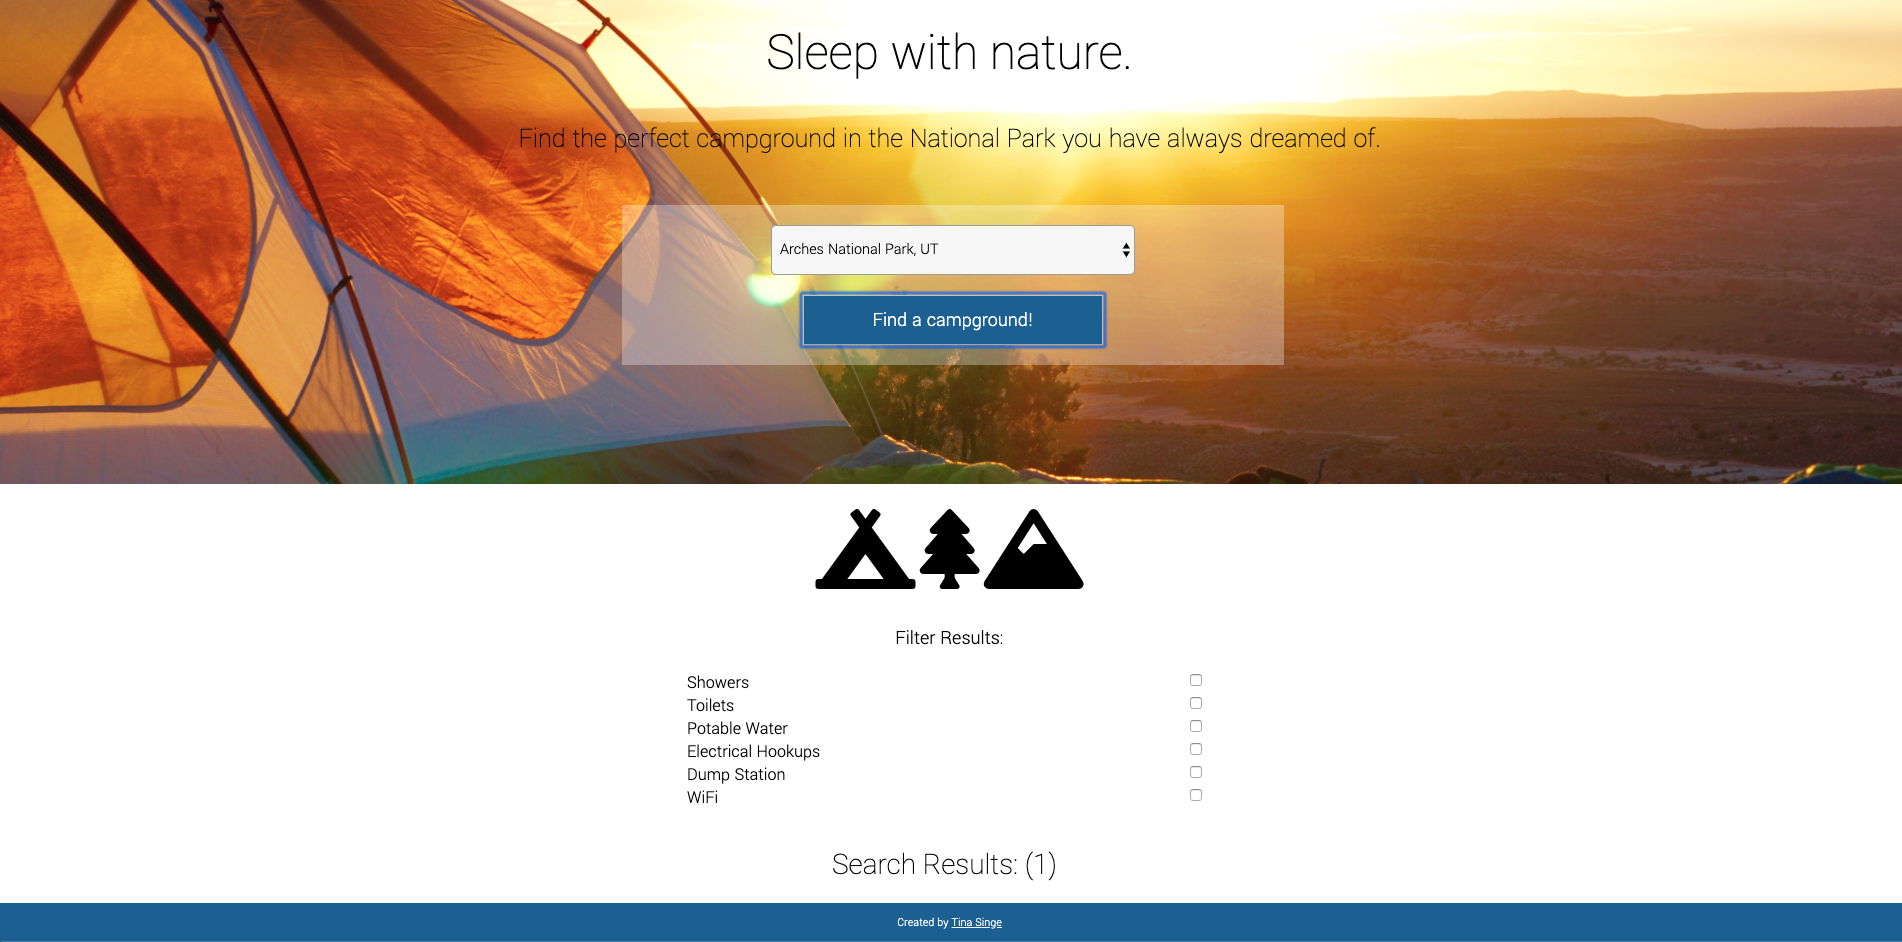 Sleep with nature.
Find the perfect campground in the National Park you have always dreamed of.
Arches National Park, UT
Find a campground!
Filter Results:
Showers
Toilets
Potable Water
Electrical Hookups
Dump Station
WiFi
Search Results: (1)
Created by Tina Singe